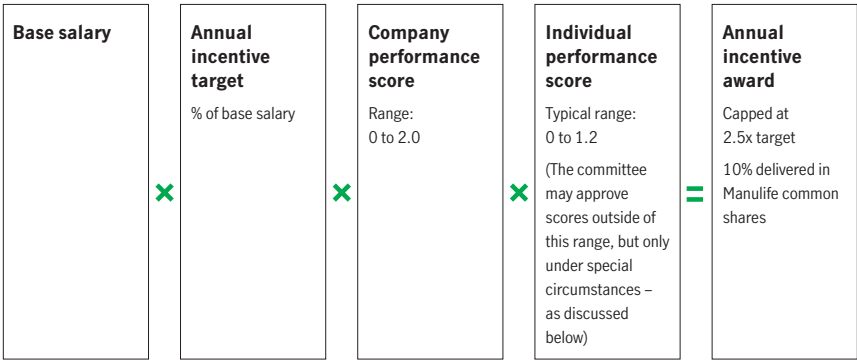 Base salary
×
Annual
incentive
target
% of base salary
×
Company
performance
score
Range:
0 to 2.0
×
Individual
performance
score
Typical range:
0 to 1.2
(The committee
may approve
scores outside of
this range, but only
under special
circumstances –
as discussed
below)
=
Annual
incentive
award
Capped at
2.5x target
10% delivered in
Manulife common
shares